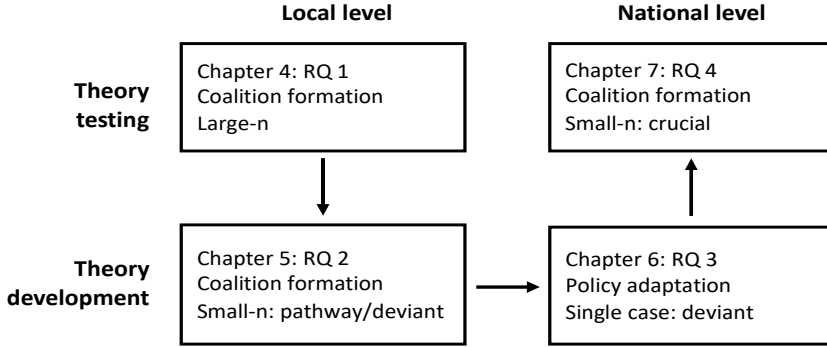 Local level
National level
Theory
testing
Chapter 4: RQ 1
Coalition formation
Large-n
Chapter 7: RQ 4
Coalition formation
Small-n: crucial
Theory
development
Chapter 5: RQ 2
Coalition formation
Small-n: pathway/deviant
Chapter 6: RQ 3
Policy adaptation
Single case: deviant